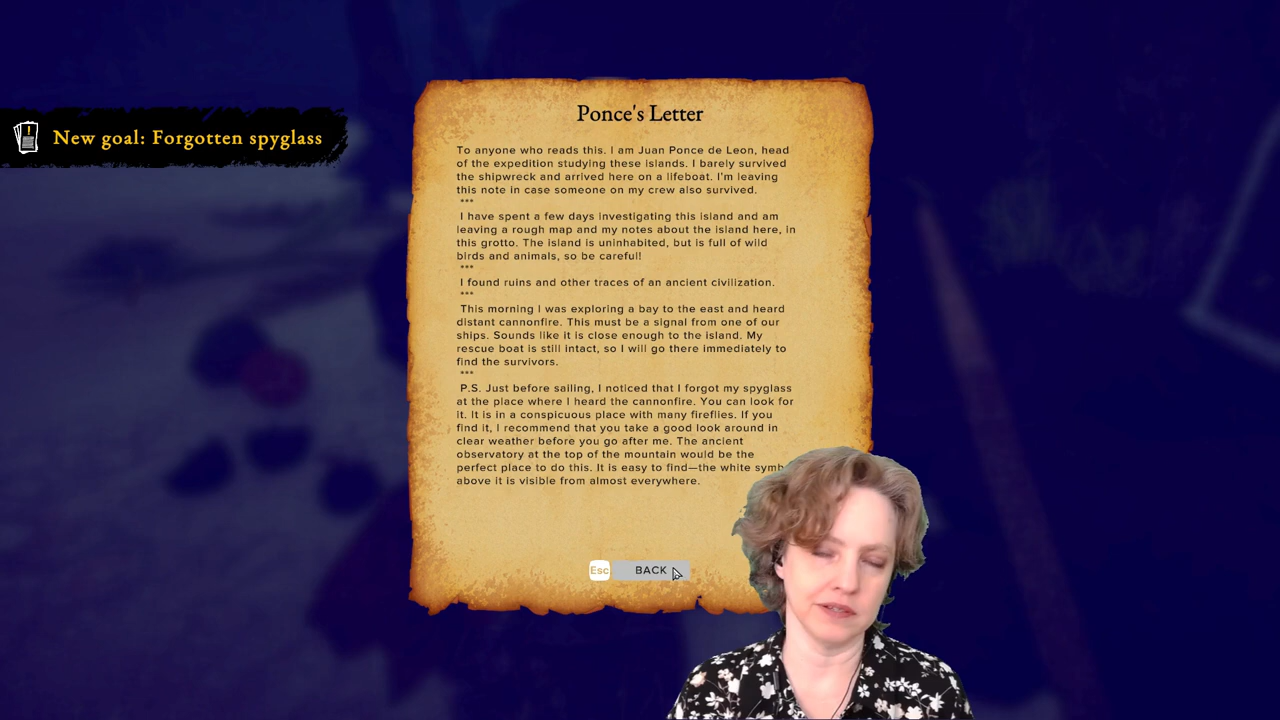 Ponce's Letter
New goal: Forgotten spyglass
To anyone who reads this. I am Juan Ponce de Leon, head
of the expedition studying these islands. I barely survived
the shipwreck and arrived here on a lifeboat. I'm leaving
this note in case someone on my crew also survived.
***
I have spent a few days investigating this island and am
leaving a rough map and my notes about the island here, in
this grotto. The island is uninhabited, but is full of wild
birds and animals, so be careful!
***
I found ruins and other traces of an ancient civilization.
***
This morning I was exploring a bay to the east and heard
distant cannonfire. This must be a signal from one of our
ships. Sounds like it is close enough to the island. My
rescue boat is still intact, so I will go there immediately to
find the survivors.
***
P.S. Just before sailing, I noticed that I forgot my spyglass
at the place where I heard the cannonfire. You can look for
it. It is in a conspicuous place with many fireflies. If you
find it, I recommend that you take a good look around in
clear weather before you go after me. The ancient
observatory at the top of the mountain would be the
perfect place to do this. It is easy to find—the white symb
above it is visible from almost everywhere.
Esc BACK